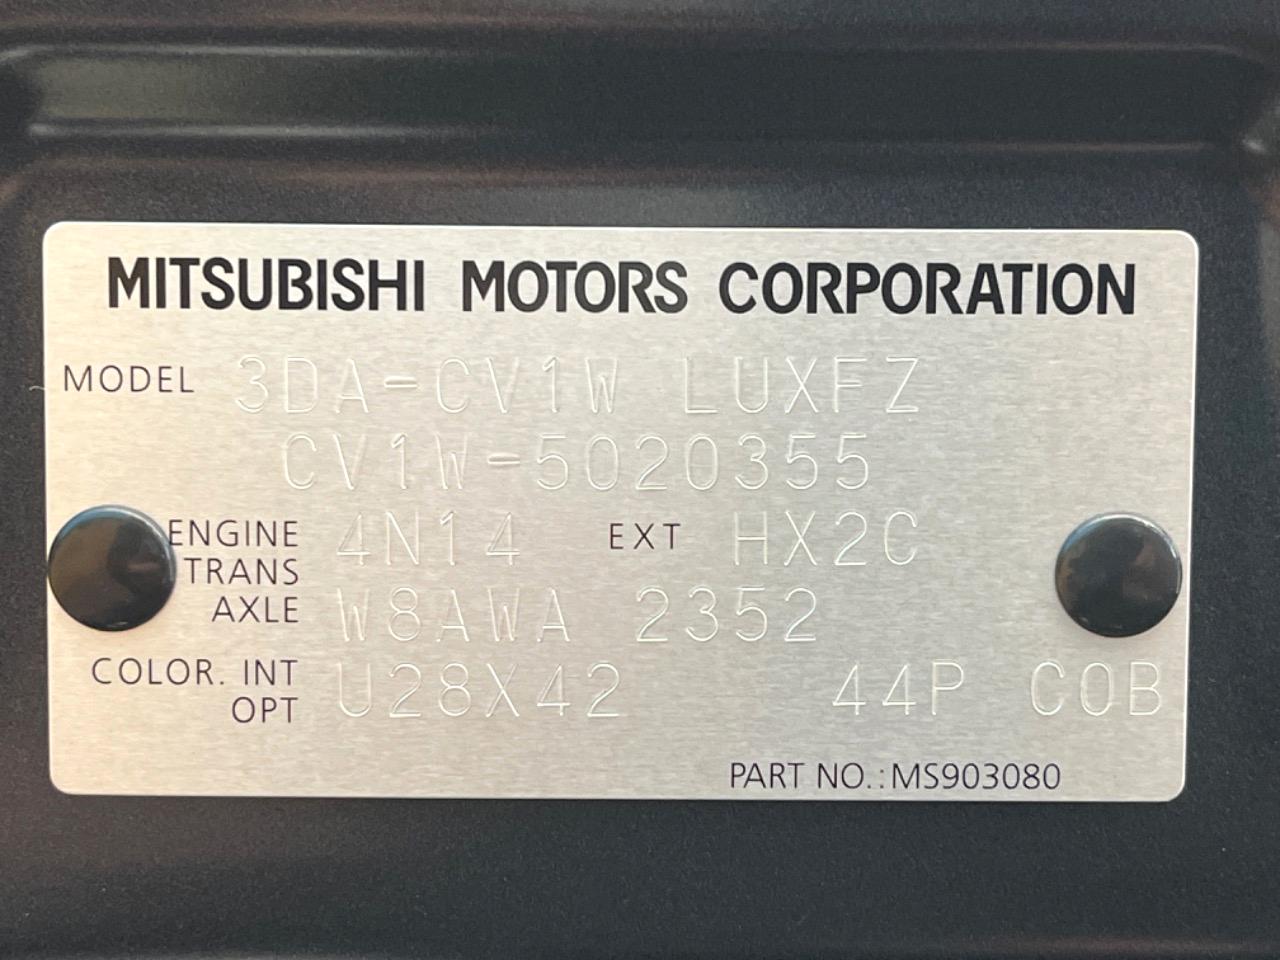 MITSUBISHI MOTORS CORPORATION
MODEL 3DA-CV1W LUXFZ
CV1W-5020355
ENGINE 4N14 EXT HX2C
TRANS
AXLE W8AWA 2352
COLOR. INT U28X42 44P C0B
OPT
PART NO.:MS903080